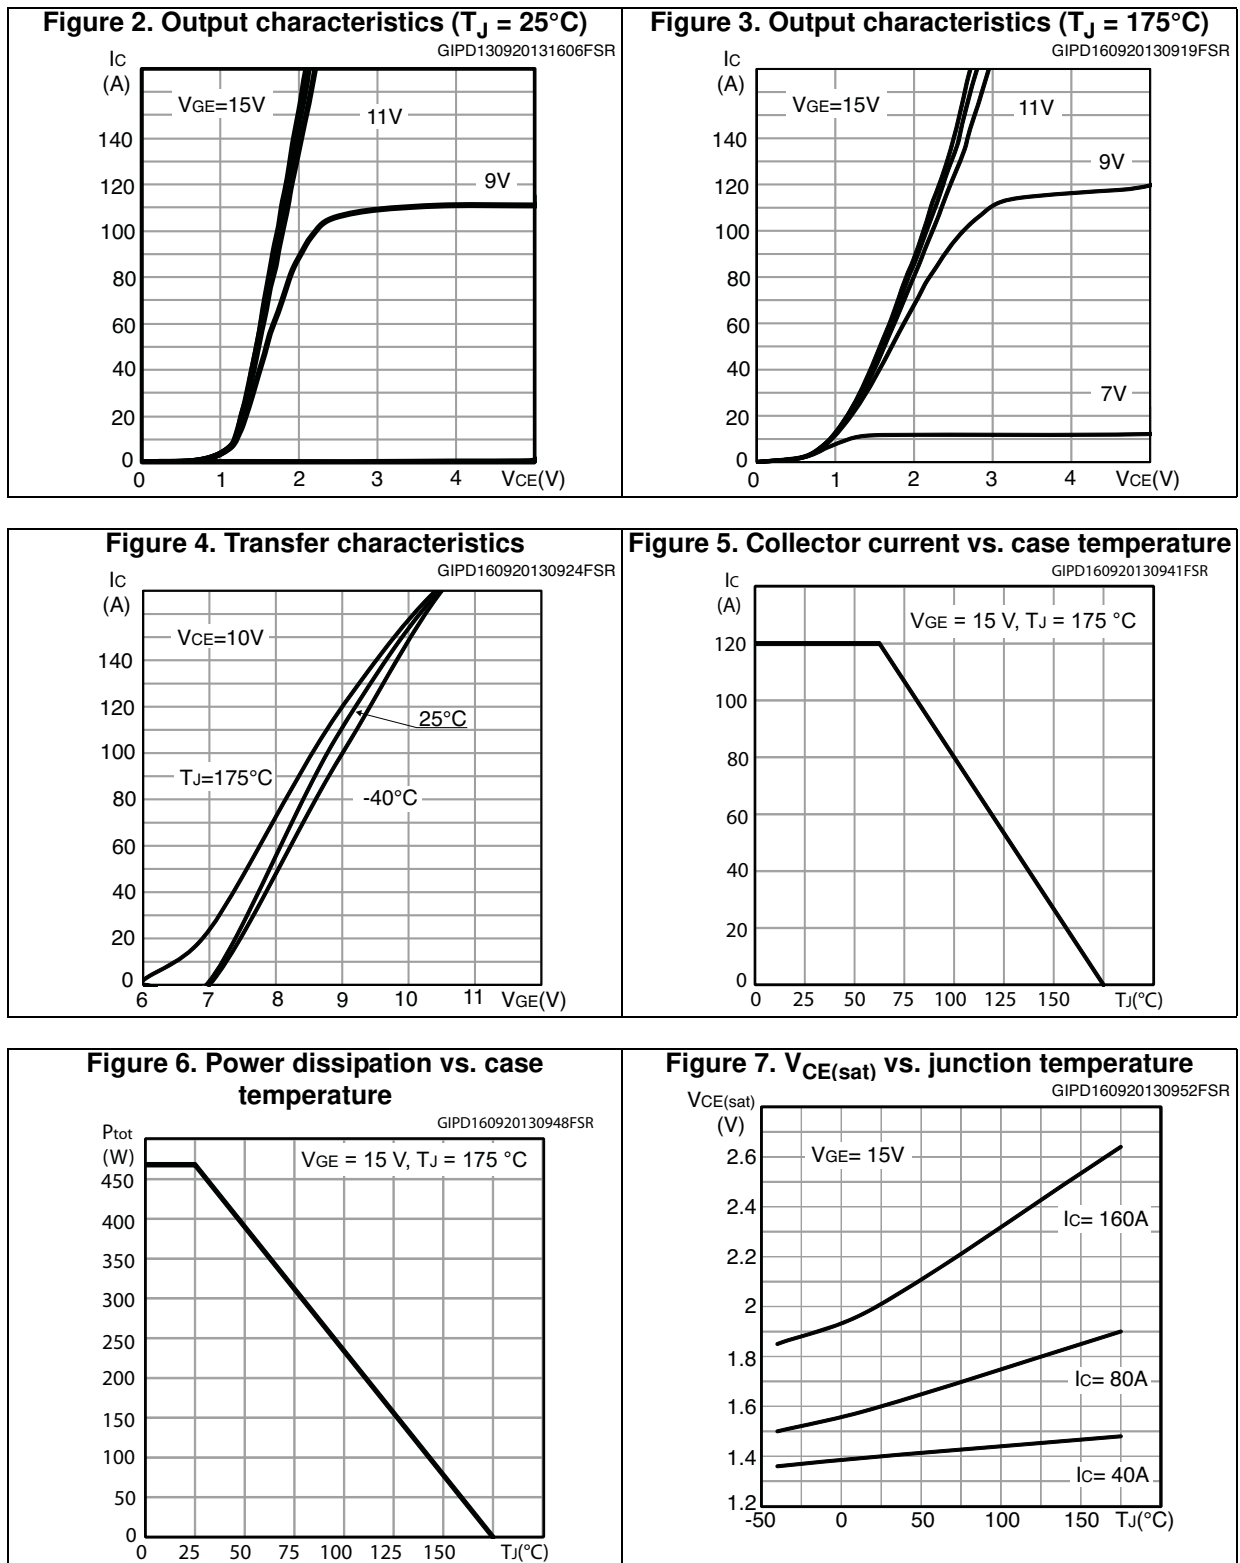 Figure 2. Output characteristics (TJ = 25°C)
GIPD130920131606FSR
IC
(A)
VGE=15V
11V
9V
140
120
100
80
60
40
20
0
0 1 2 3 4 VCE(V)
Figure 3. Output characteristics (TJ = 175°C)
GIPD160920130919FSR
IC
(A)
VGE=15V
11V
9V
7V
140
120
100
80
60
40
20
0
0 1 2 3 4 VCE(V)
Figure 4. Transfer characteristics
GIPD160920130924FSR
IC
(A)
VCE=10V
25°C
TJ=175°C
-40°C
140
120
100
80
60
40
20
0
6 7 8 9 10 11 VGE(V)
Figure 5. Collector current vs. case temperature
GIPD160920130941FSR
IC
(A)
VGE = 15 V, TJ = 175 °C
120
100
80
60
40
20
0
0 25 50 75 100 125 150 TJ(°C)
Figure 6. Power dissipation vs. case
temperature
GIPD160920130948FSR
Ptot
(W)
VGE = 15 V, TJ = 175 °C
450
400
350
300
250
200
150
100
50
0
0 25 50 75 100 125 150 TJ(°C)
Figure 7. VCE(sat) vs. junction temperature
GIPD160920130952FSR
VCE(sat)
(V)
VGE= 15V
IC= 160A
IC= 80A
IC= 40A
2.6
2.4
2.2
2
1.8
1.6
1.4
1.2
-50 0 50 100 150 TJ(°C)